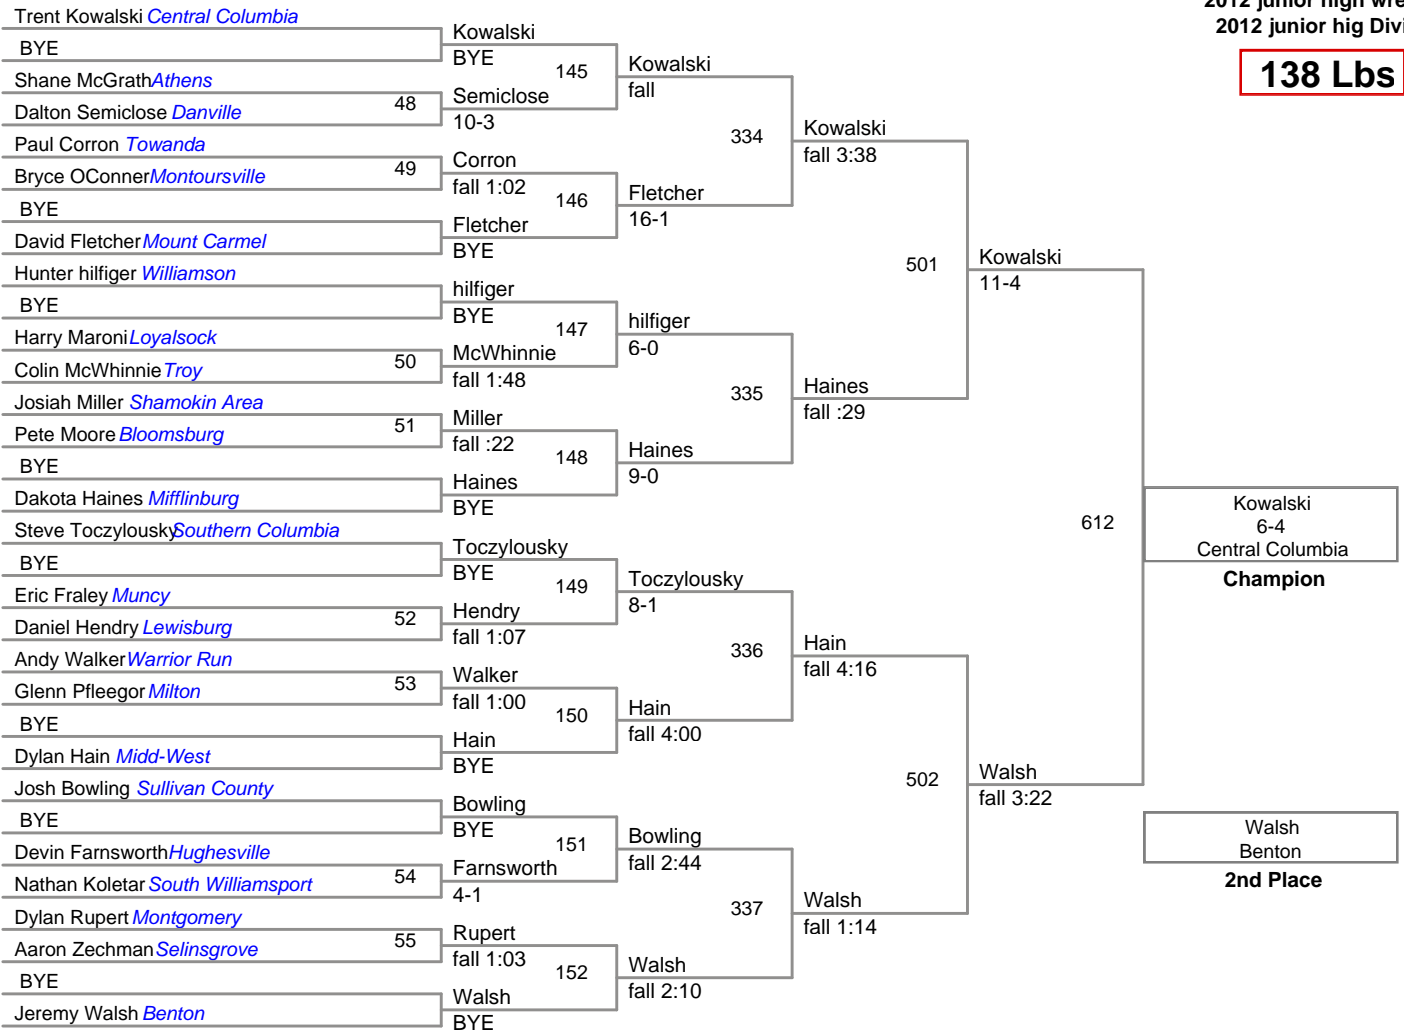 2012 junior high wre
2012 junior hig Divi
138 Lbs
Trent Kowalski Central Columbia
BYE
Shane McGrath Athens
Dalton Semiclose Danville
Paul Corron Towanda
Bryce OConner Montoursville
BYE
David Fletcher Mount Carmel
Hunter hilfiger Williamson
BYE
Harry Maroni Loyalsock
Colin McWhinnie Troy
Josiah Miller Shamokin Area
Pete Moore Bloomsburg
BYE
Dakota Haines Mifflinburg
Steve Toczylousky Southern Columbia
BYE
Eric Fraley Muncy
Daniel Hendry Lewisburg
Andy Walker Warrior Run
Glenn Pfleegor Milton
BYE
Dylan Hain Midd-West
Josh Bowling Sullivan County
BYE
Devin Farnsworth Hughesville
Nathan Koletar South Williamsport
Dylan Rupert Montgomery
Aaron Zechman Selinsgrove
BYE
Jeremy Walsh Benton
48
49
50
51
52
53
54
55
Kowalski
BYE
Semiclose
10-3
Corron
fall 1:02
Fletcher
BYE
hilfiger
BYE
McWhinnie
fall 1:48
Miller
fall :22
Haines
BYE
Toczylousky
BYE
Hendry
fall 1:07
Walker
fall 1:00
Hain
BYE
Bowling
BYE
Farnsworth
4-1
Rupert
fall 1:03
Walsh
BYE
145
146
147
148
149
150
151
152
Kowalski
fall
Fletcher
16-1
hilfiger
6-0
Haines
9-0
Toczylousky
8-1
Hain
fall 4:00
Bowling
fall 2:44
Walsh
fall 2:10
334
335
336
337
Kowalski
fall 3:38
Haines
fall :29
Hain
fall 4:16
Walsh
fall 1:14
501
502
Kowalski
11-4
Walsh
fall 3:22
612
Kowalski
6-4
Central Columbia
Champion
Walsh
Benton
2nd Place